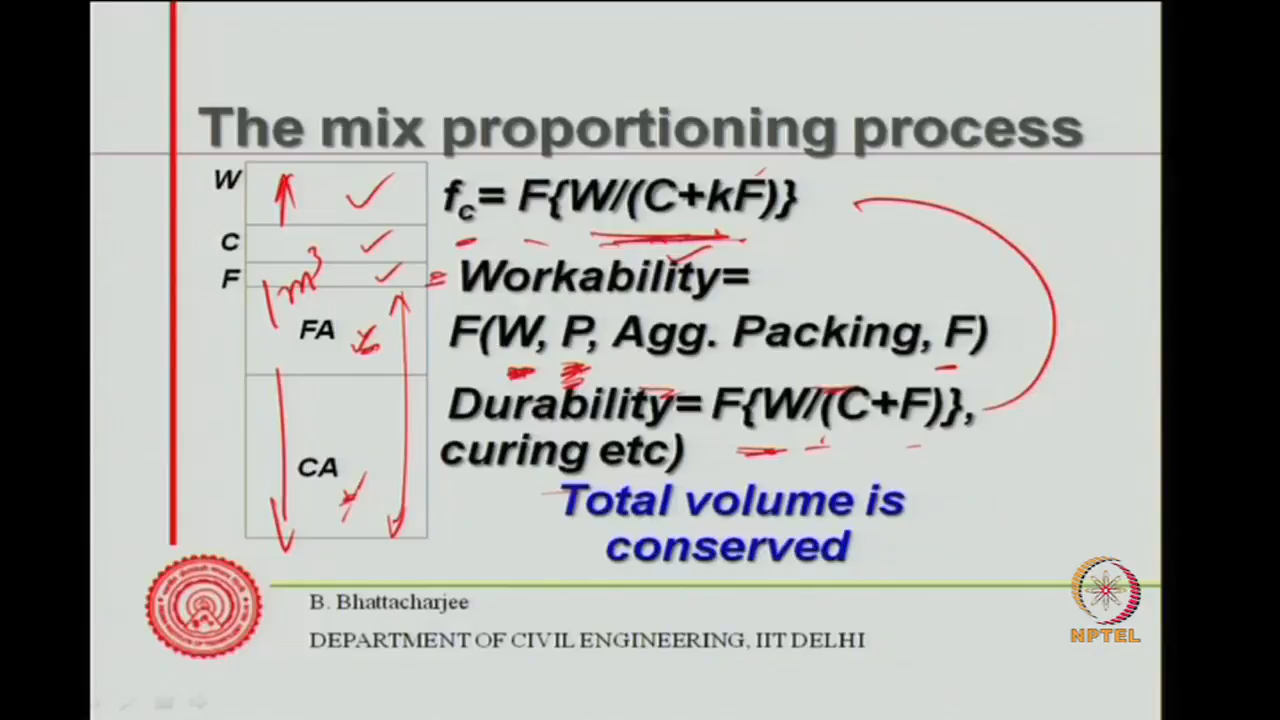 The mix proportioning process
W
C
F
FA
CA
1m³
fc= F{W/(C+kF)}
= Workability=
F(W, P, Agg. Packing, F)
Durability= F{W/(C+F)},
curing etc)
Total volume is
conserved
B. Bhattacharjee
DEPARTMENT OF CIVIL ENGINEERING, IIT DELHI
NPTEL